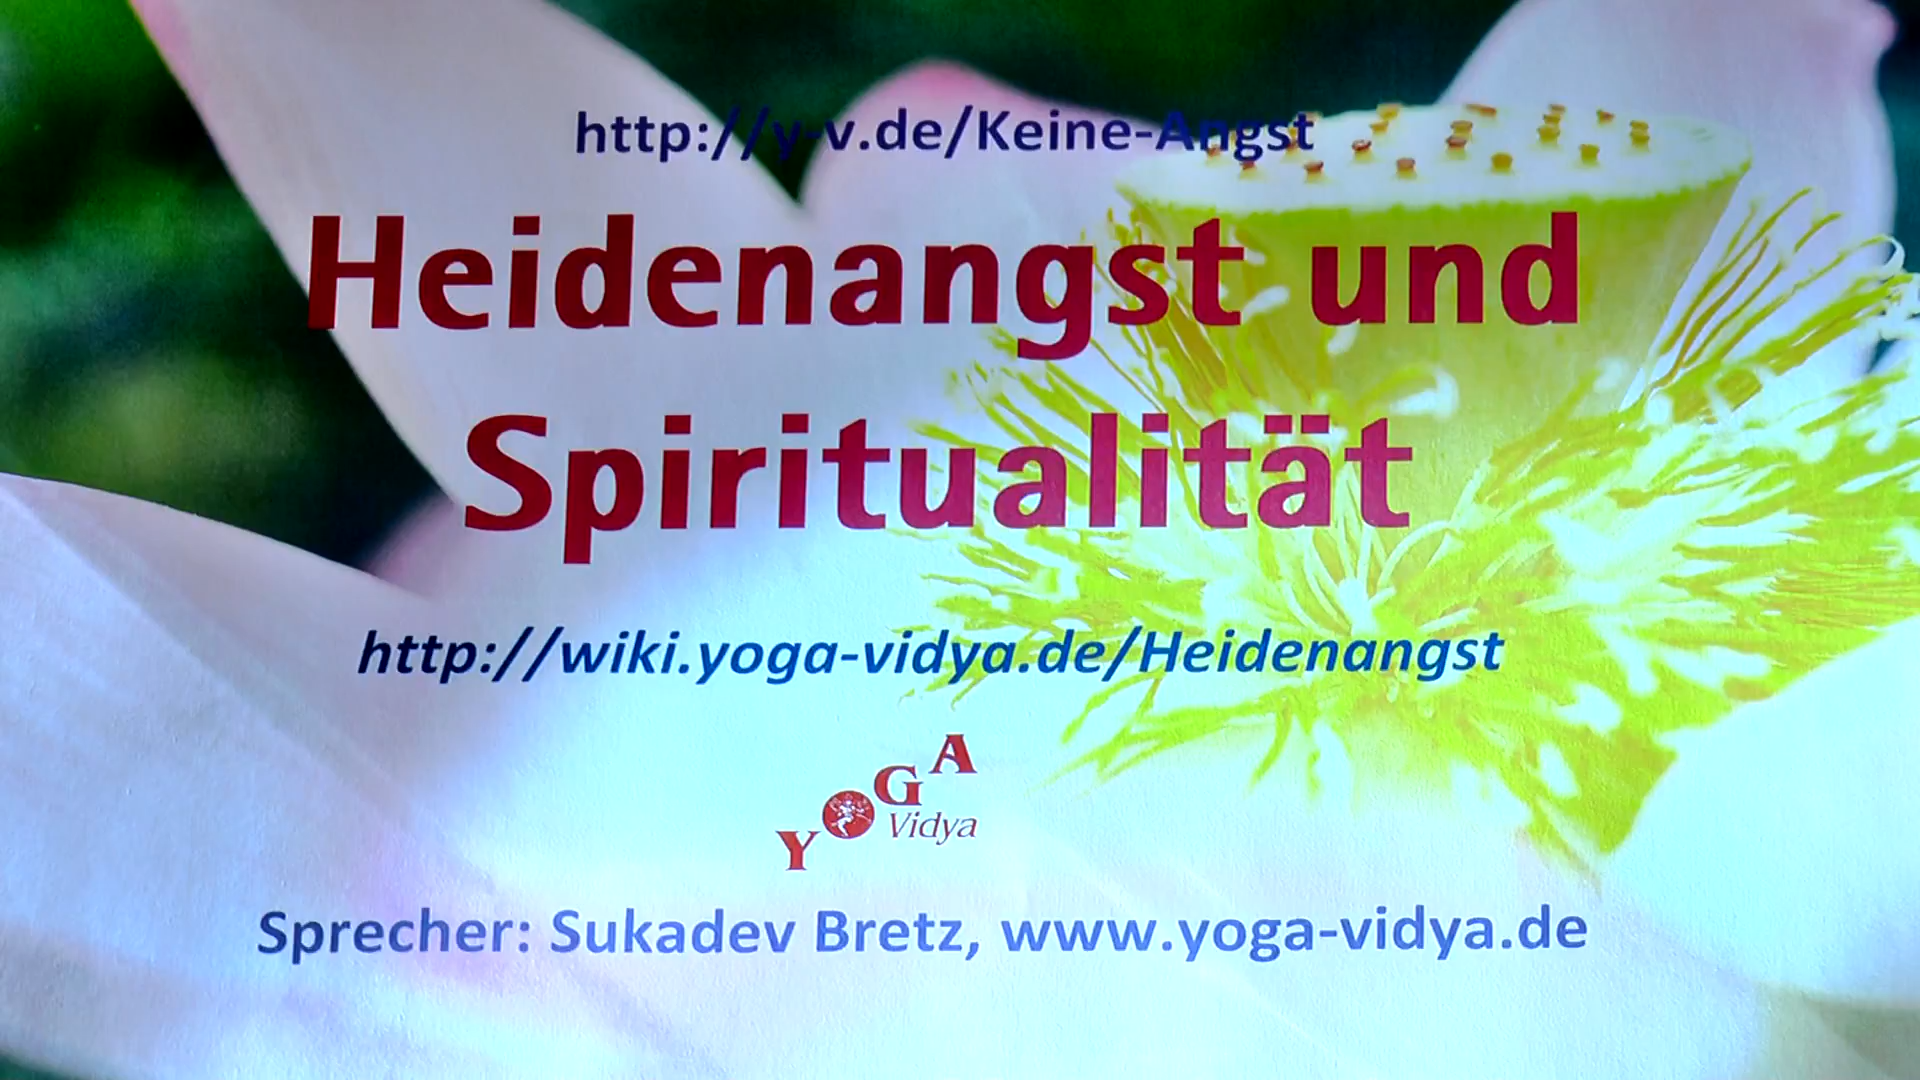 http://y-v.de/Keine-Angst
Heidenangst und
Spiritualität
http://wiki.yoga-vidya.de/Heidenangst
YOGA
Vidya
Sprecher: Sukadev Bretz, www.yoga-vidya.de